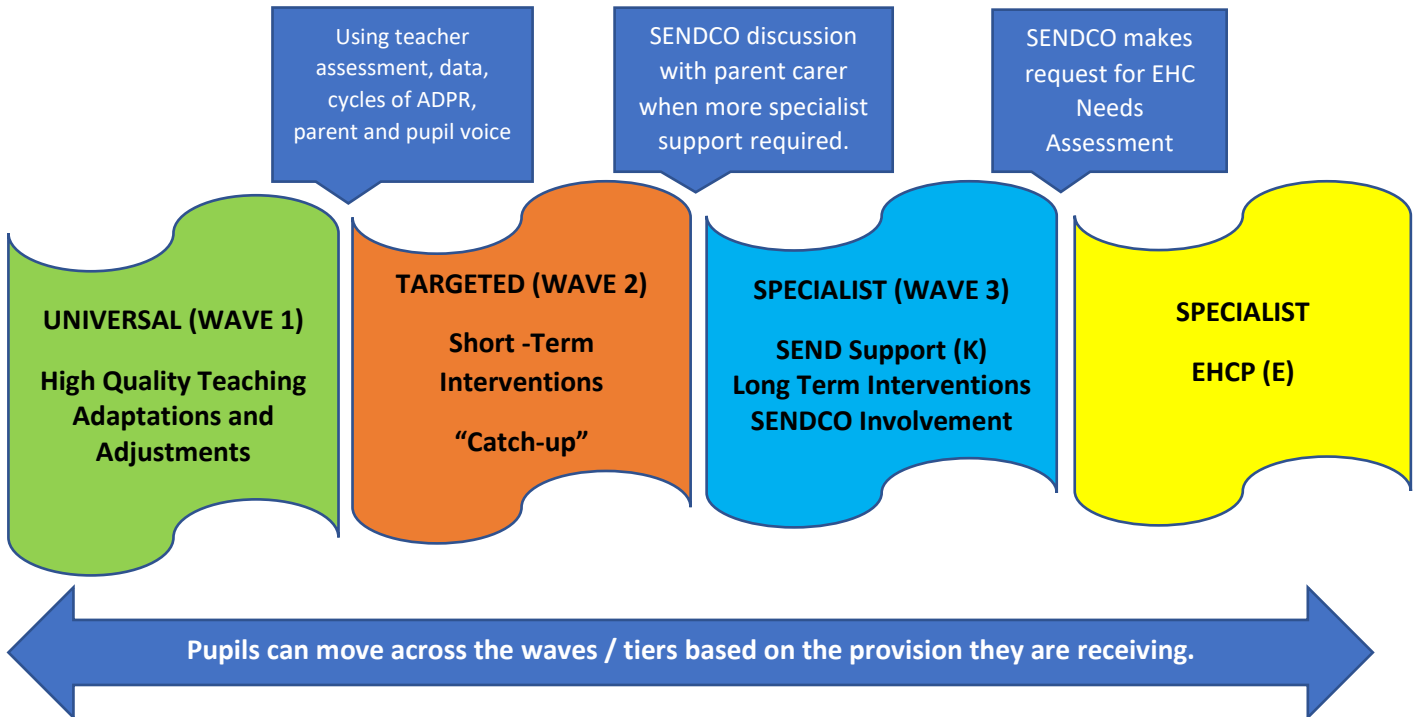 Using teacher
assessment, data,
cycles of ADPR,
parent and pupil voice
SENDCO discussion
with parent carer
when more specialist
support required.
SENDCO makes
request for EHC
Needs
Assessment
UNIVERSAL (WAVE 1)
High Quality Teaching
Adaptations and
Adjustments
TARGETED (WAVE 2)
Short -Term
Interventions
“Catch-up”
SPECIALIST (WAVE 3)
SEND Support (K)
Long Term Interventions
SENDCO Involvement
SPECIALIST
EHCP (E)
Pupils can move across the waves / tiers based on the provision they are receiving.